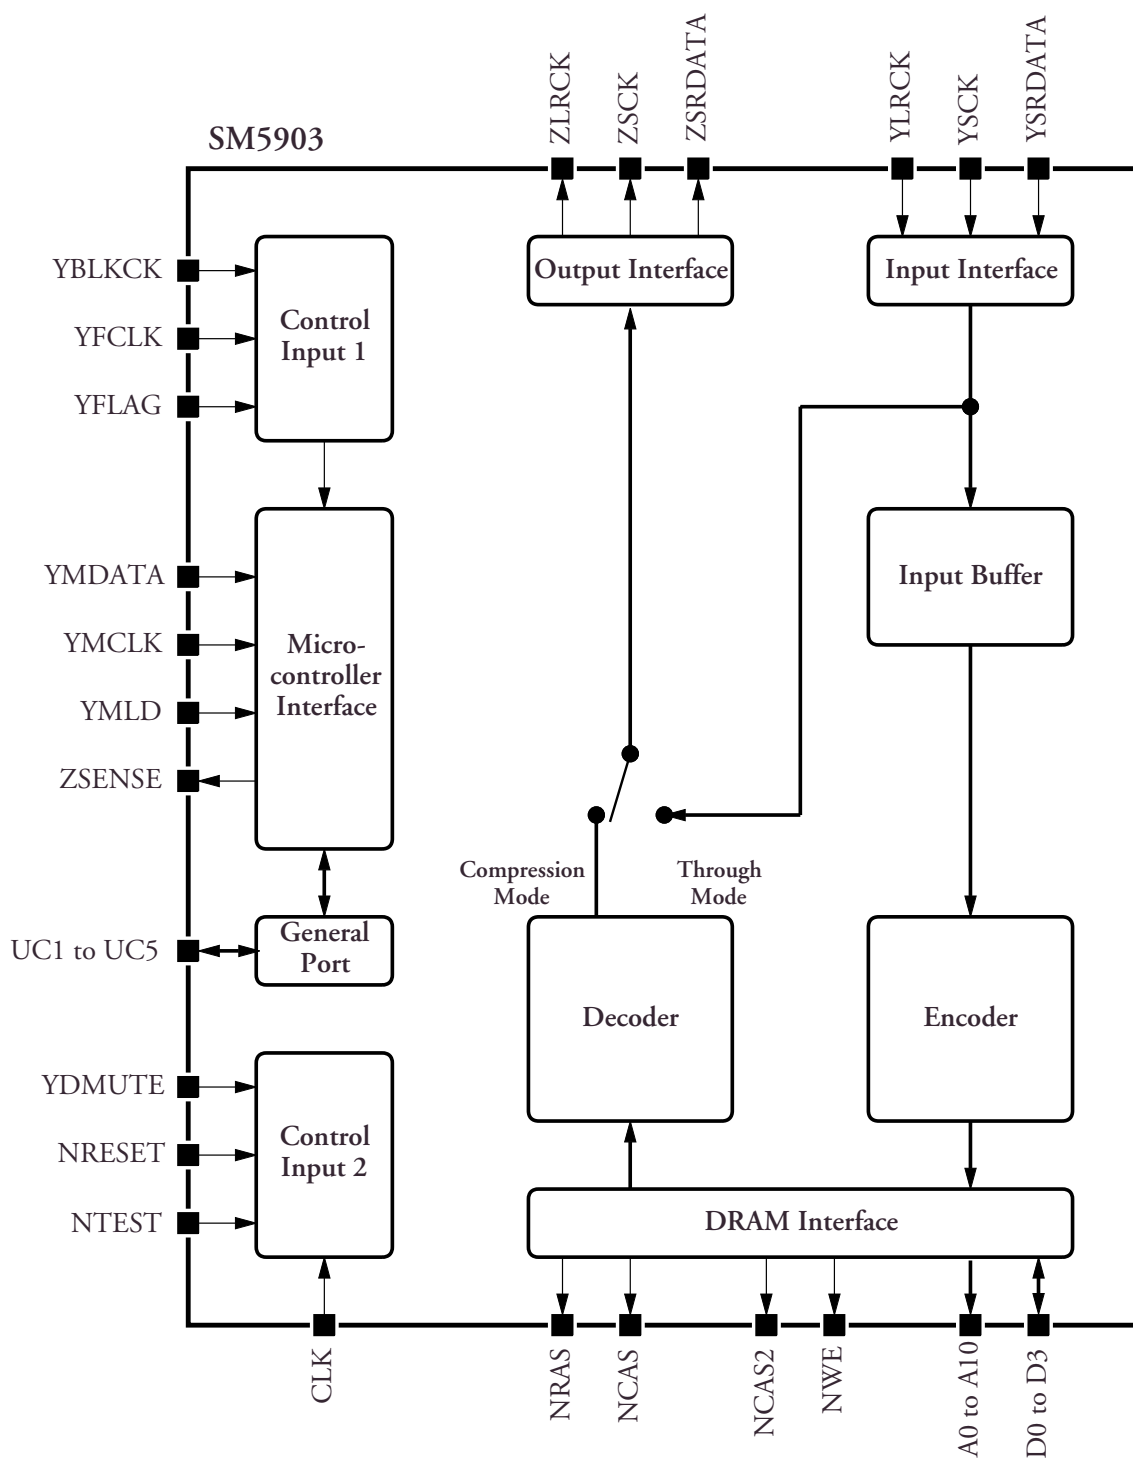 ZLRCK
ZSCK
ZSRDATA
YLRCK
YSCK
YSRDATA
SM5903
YBLKCK
YFCLK
YFLAG
Control
Input 1
Output Interface
Input Interface
YMDATA
YMCLK
YMLD
ZSENSE
Micro-
controller
Interface
Input Buffer
Compression
Mode
Through
Mode
UC1 to UC5
General
Port
Decoder
Encoder
YDMUTE
NRESET
NTEST
Control
Input 2
DRAM Interface
CLK
NRAS
NCAS
NCAS2
NWE
A0 to A10
D0 to D3